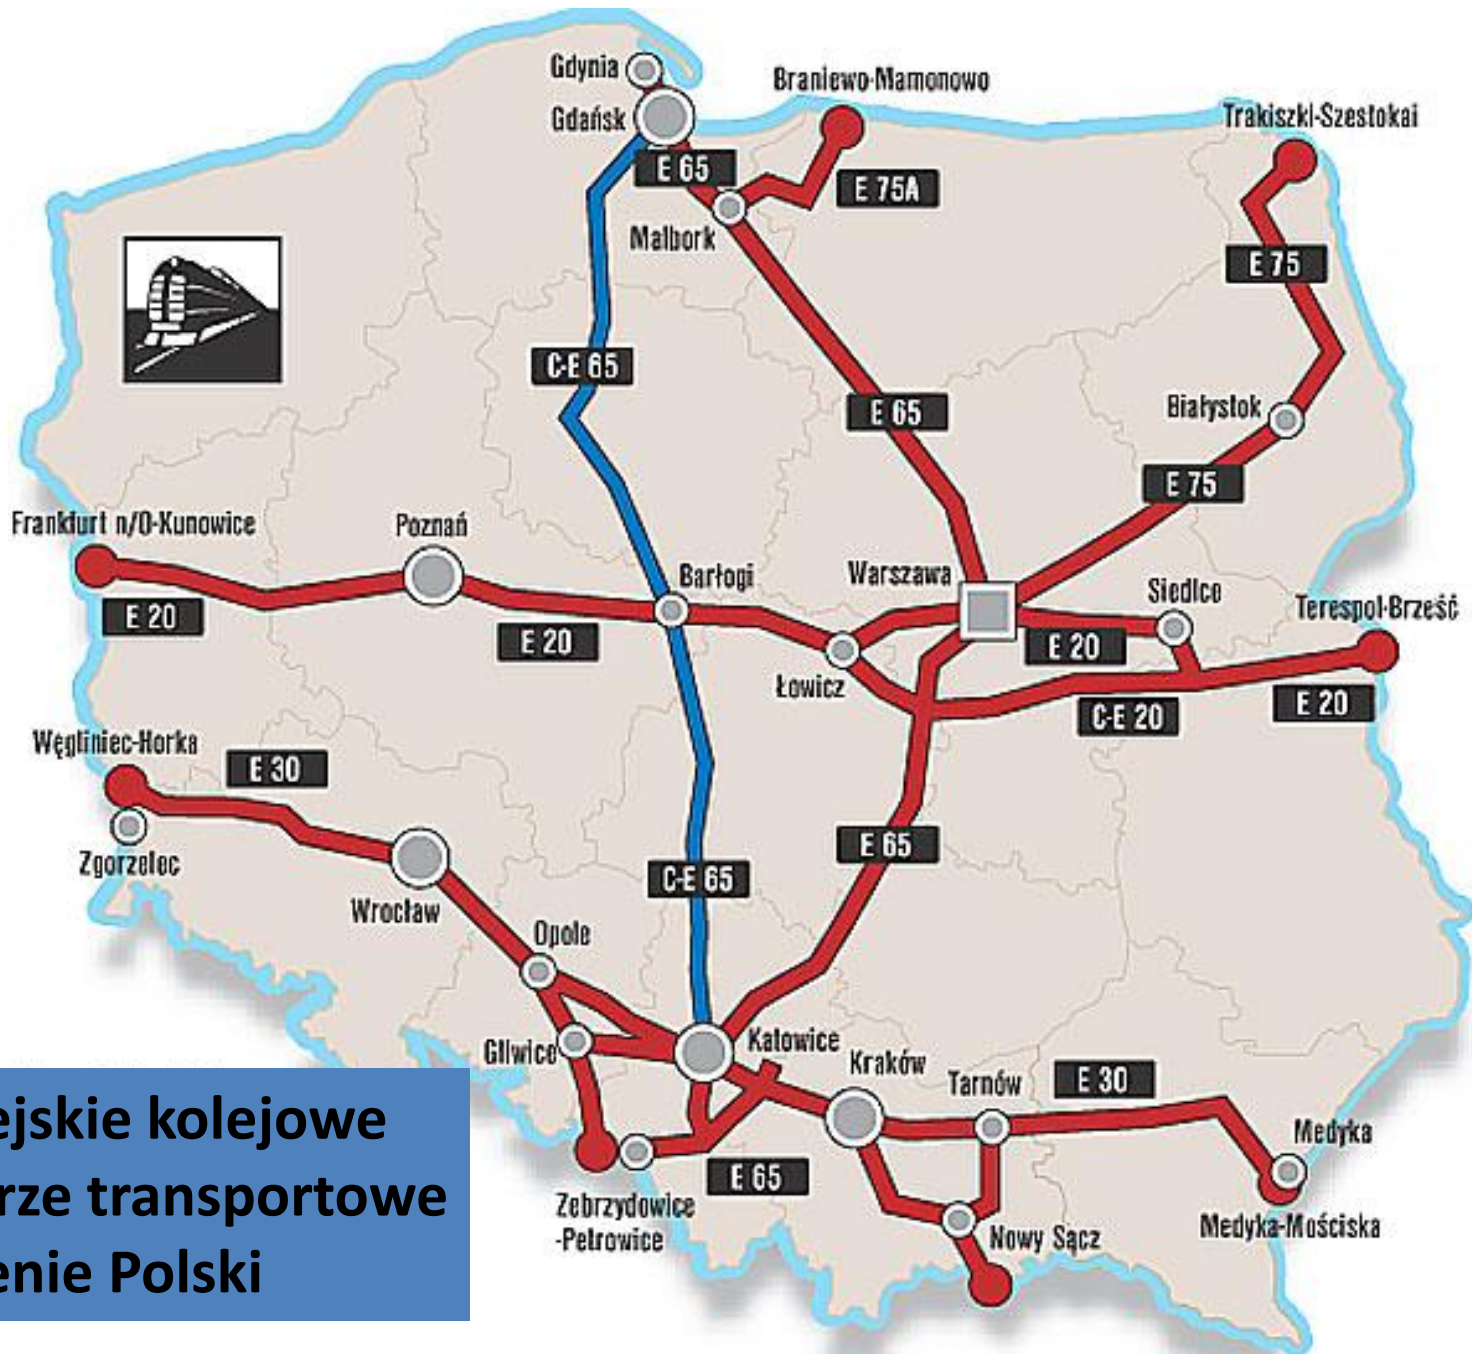 Gdynia
Braniewo-Mamonowo
Gdańsk
Trakiszki-Szestokai
E 65
E 75A
Malbork
E 75
C-E 65
E 65
Białystok
E 75
Frankfurt n/O-Kunowice
Poznań
Barłogi
Warszawa
Siedlce
Terespol-Brześć
E 20
E 20
E 20
Łowicz
E 20
C-E 20
Węgliniec-Horka
E 30
E 65
Zgorzelec
C-E 65
Wrocław
Opole
Gliwice
Katowice
Kraków
Tarnów
E 30
ejskie kolejowe
rze transportowe
enie Polski
Medyka
E 65
Zebrzydowice
-Petrowice
Nowy Sącz
Medyka-Mościska